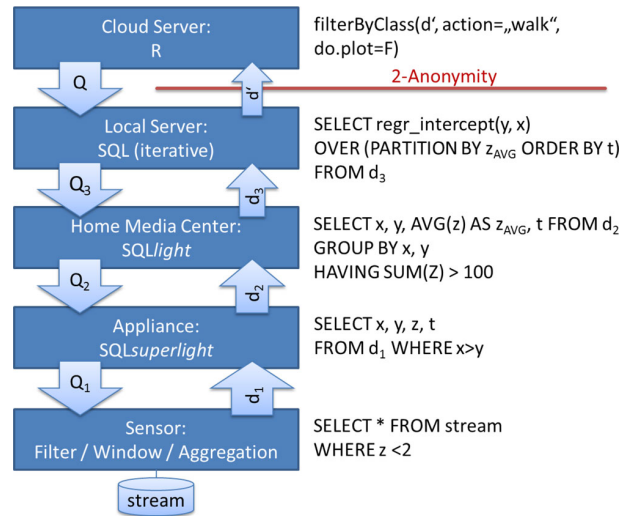 Cloud Server:
R
filterByClass(d‘, action=„walk“,
do.plot=F)
Q
d‘
2-Anonymity
Local Server:
SQL (iterative)
SELECT regr_intercept(y, x)
OVER (PARTITION BY zAVG ORDER BY t)
FROM d3
Q3
d3
Home Media Center:
SQLlight
SELECT x, y, AVG(z) AS zAVG, t FROM d2
GROUP BY x, y
HAVING SUM(Z) > 100
Q2
d2
Appliance:
SQLsuperlight
SELECT x, y, z, t
FROM d1 WHERE x>y
Q1
d1
Sensor:
Filter / Window / Aggregation
SELECT * FROM stream
WHERE z <2
stream